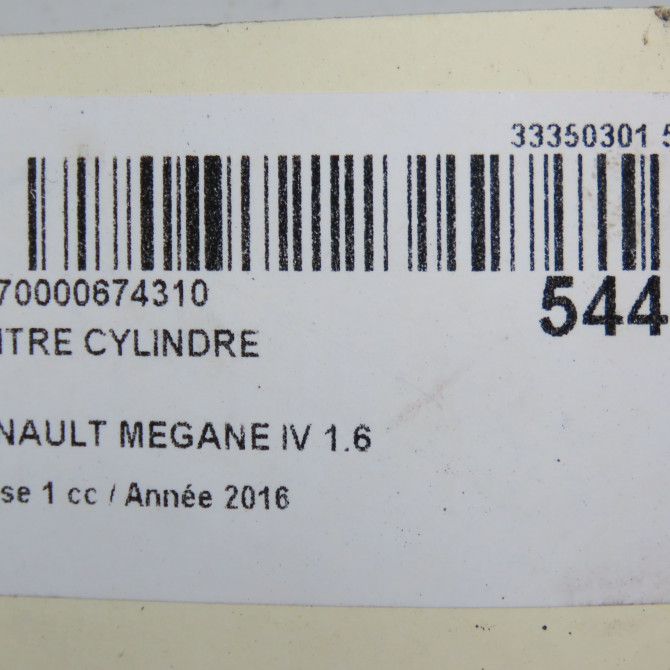 33350301 5
70000674310
544
ITRE CYLINDRE
NAULT MEGANE IV 1.6
se 1 cc / Année 2016